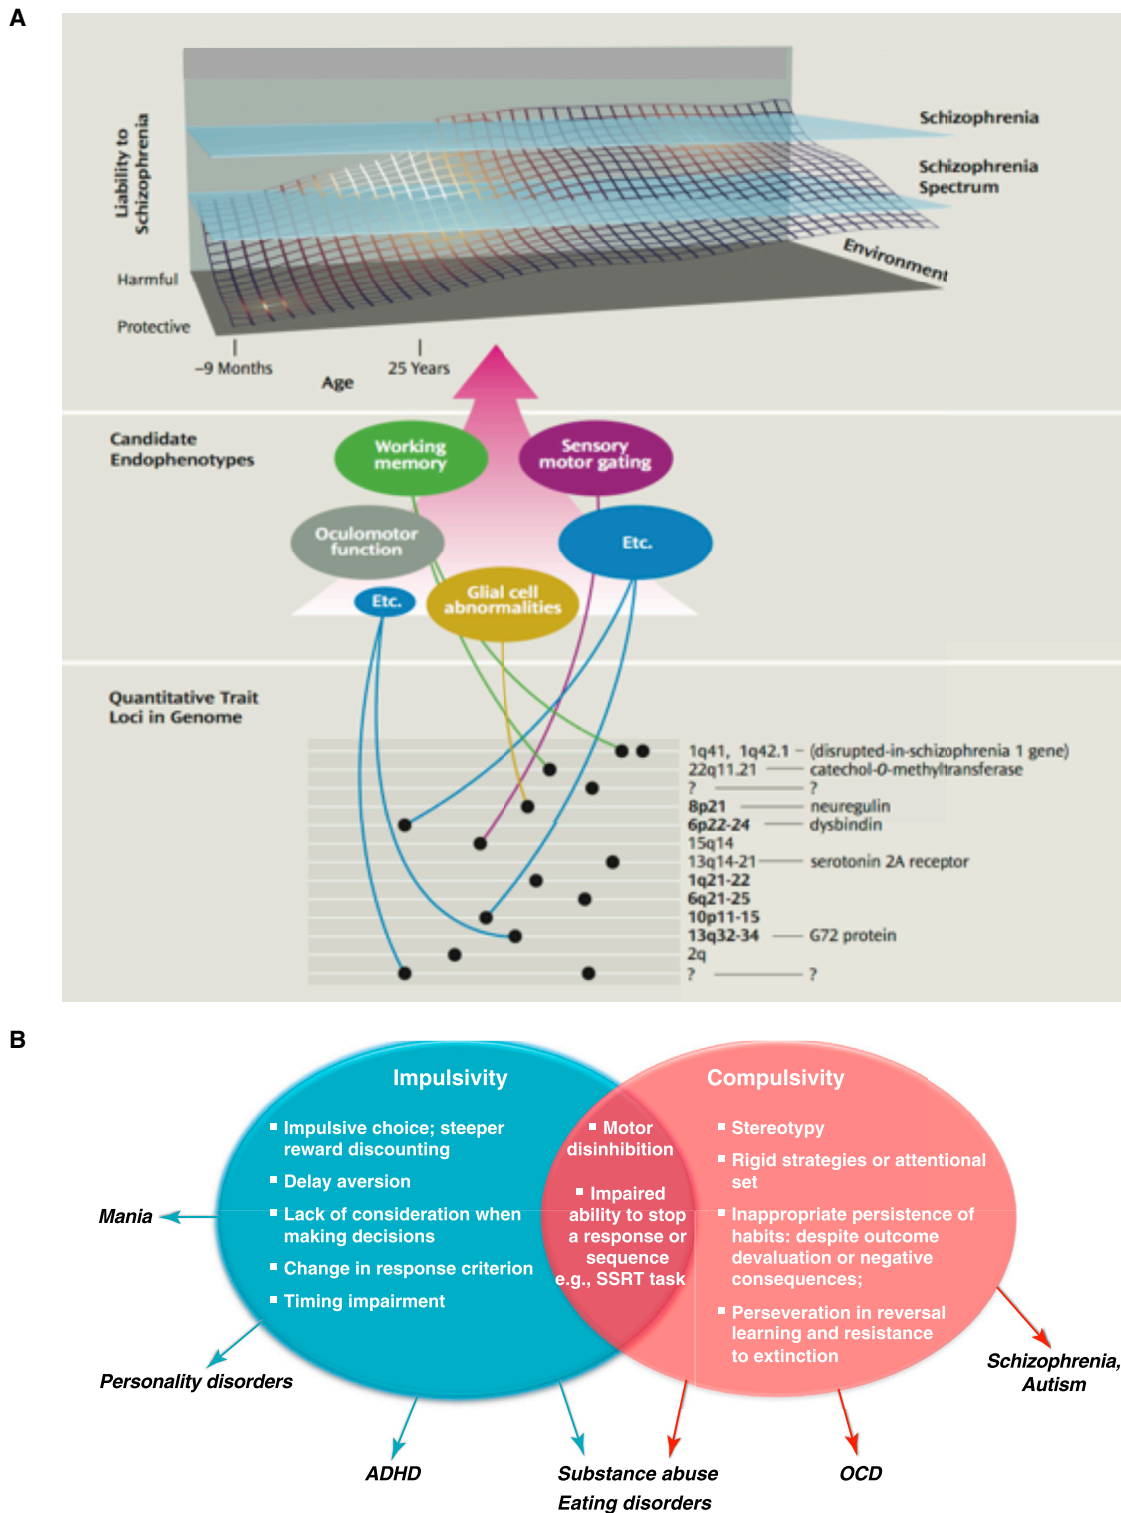 A
Liability to
Schizophrenia
Schizophrenia
Schizophrenia
Spectrum
Environment
Harmful
Protective
–9 Months
25 Years
Age
Candidate
Endophenotypes
Working
memory
Sensory
motor gating
Oculomotor
function
Etc.
Etc.
Glial cell
abnormalities
Quantitative Trait
Loci in Genome
1q41, 1q42.1 – (disrupted-in-schizophrenia 1 gene)
22q11.21 — catechol-O-methyltransferase
? — ?
8p21 — neuregulin
6p22-24 — dysbindin
15q14
13q14-21 — serotonin 2A receptor
1q21-22
6q21-25
10p11-15
13q32-34 — G72 protein
2q
? — ?
B
Impulsivity
▪ Impulsive choice; steeper
reward discounting
▪ Delay aversion
▪ Lack of consideration when
making decisions
▪ Change in response criterion
▪ Timing impairment
▪ Motor
disinhibition
▪ Impaired
ability to stop
a response or
sequence
e.g., SSRT task
Compulsivity
▪ Stereotypy
▪ Rigid strategies or attentional
set
▪ Inappropriate persistence of
habits: despite outcome
devaluation or negative
consequences;
▪ Perseveration in reversal
learning and resistance
to extinction
Mania
Personality disorders
ADHD
Substance abuse
Eating disorders
OCD
Schizophrenia,
Autism